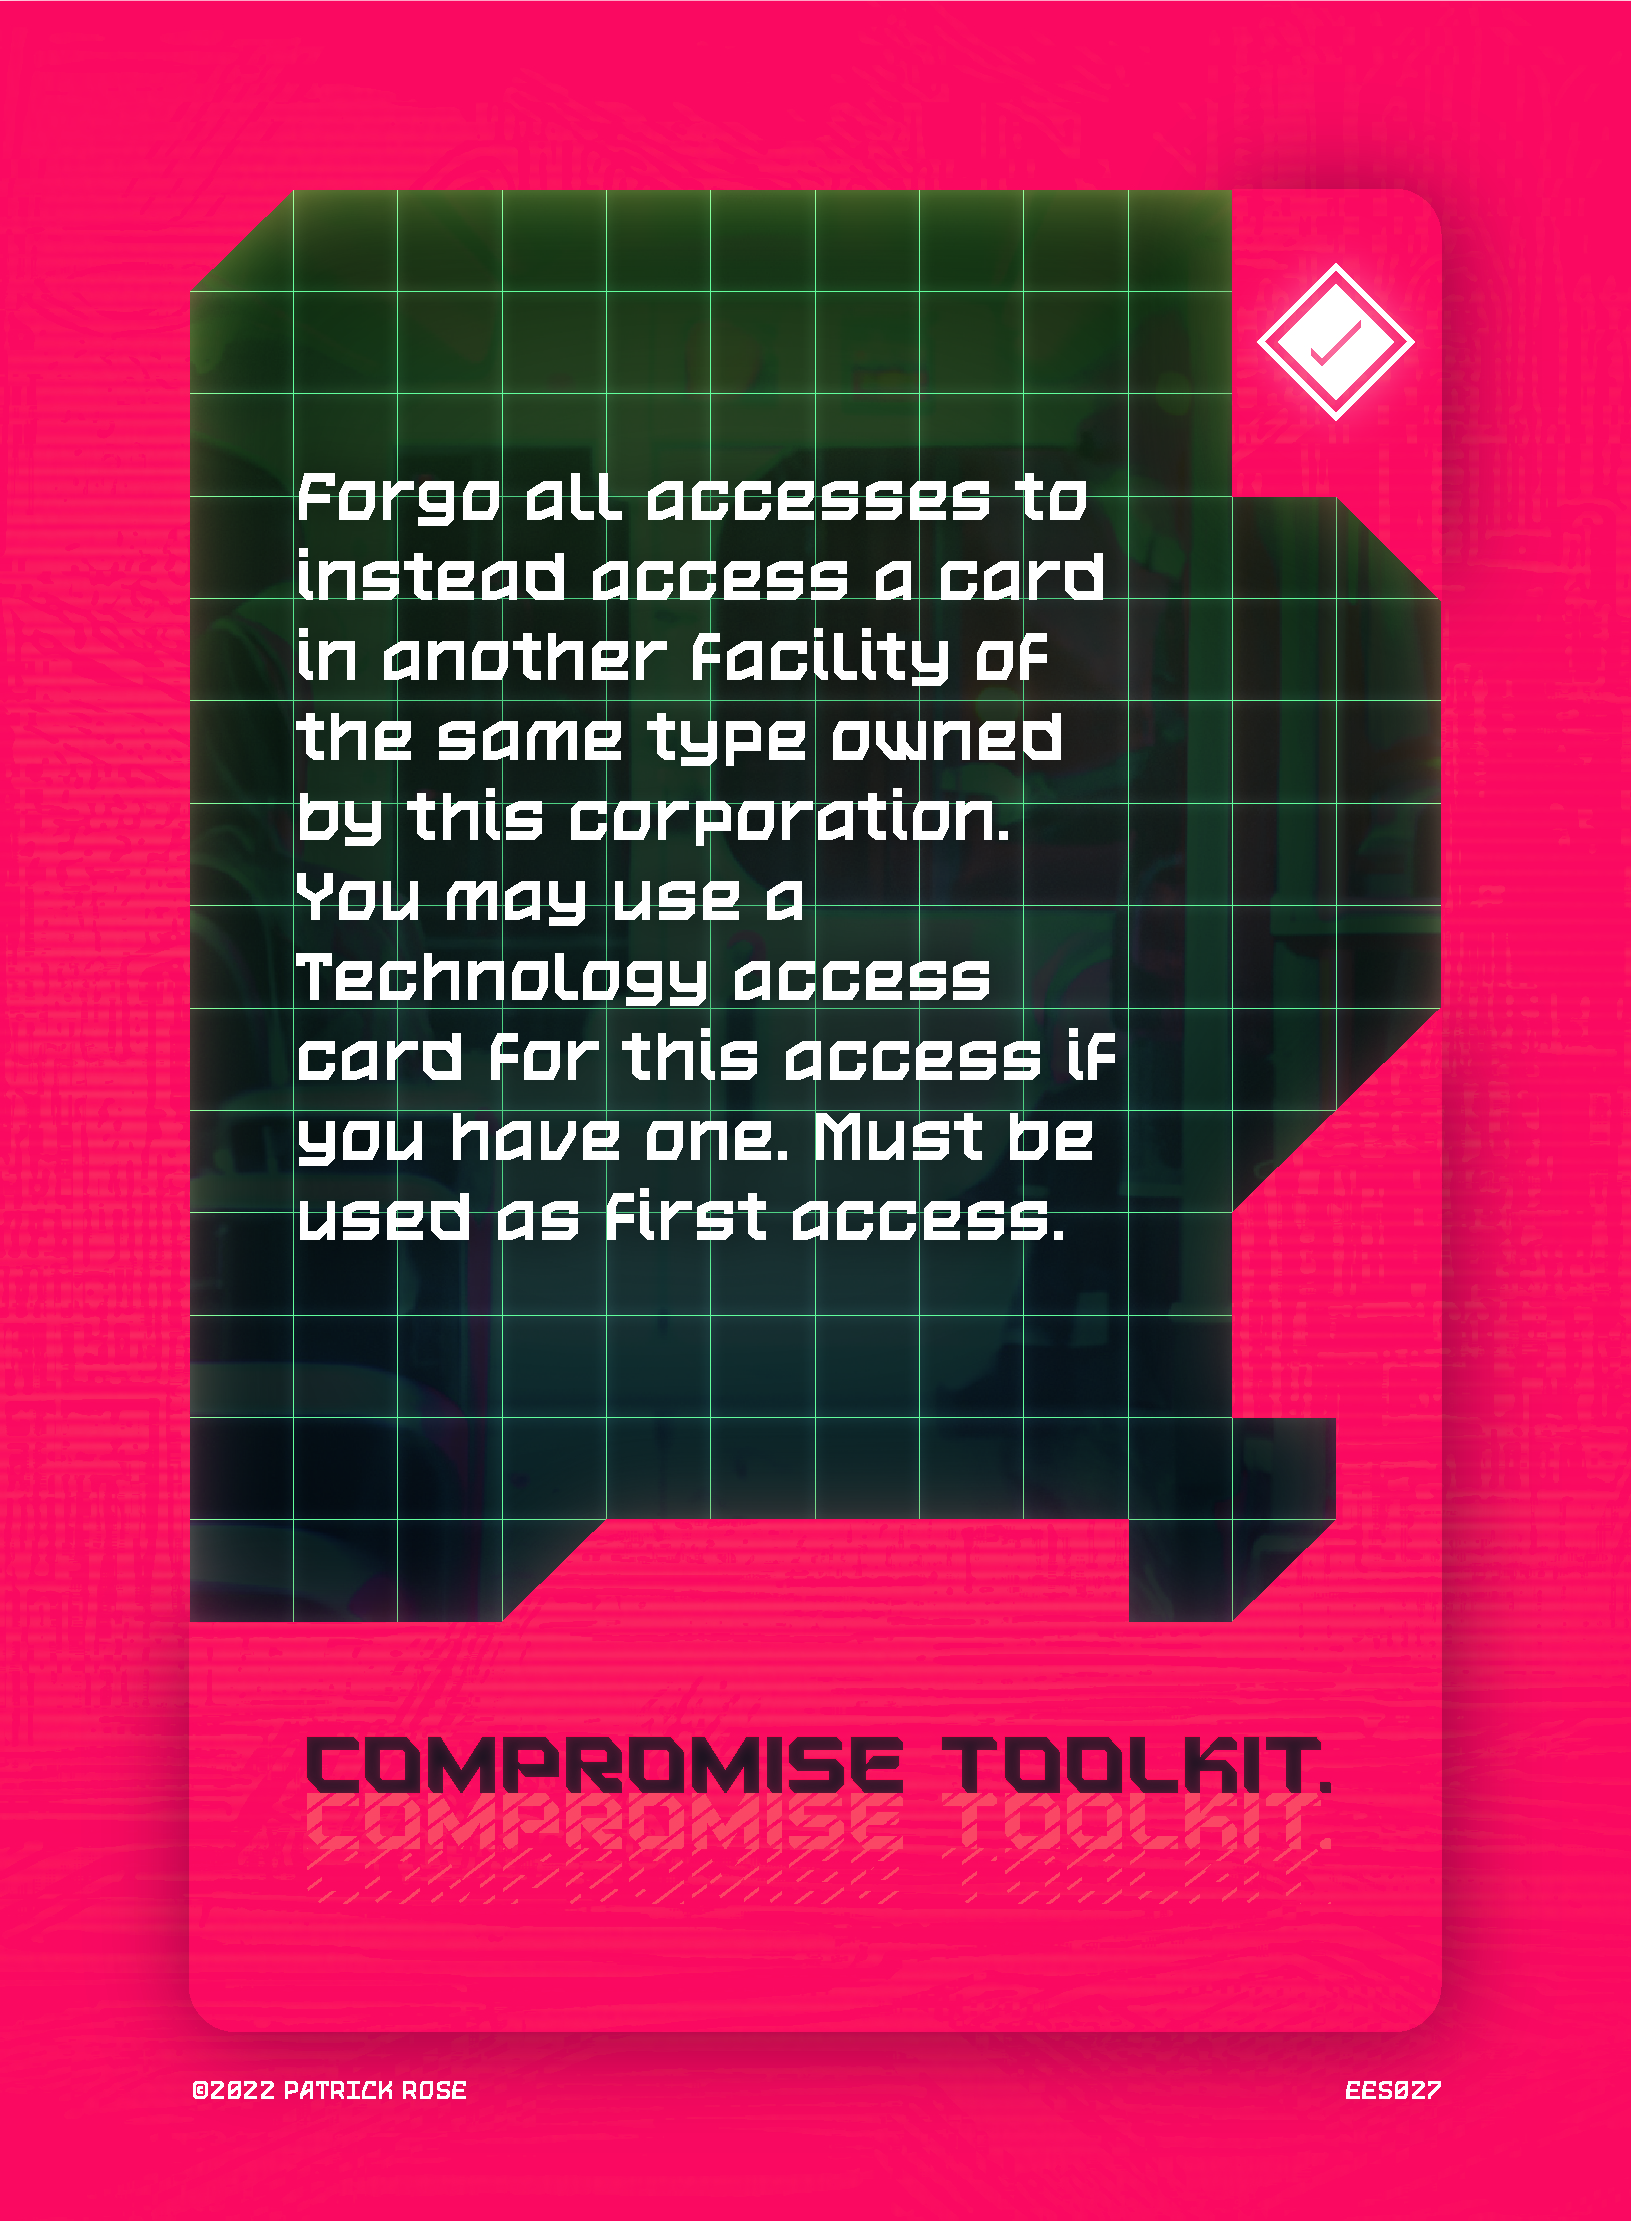 Forgo all accesses to
instead access a card
in another facility of
the same type owned
by this corporation.
You may use a
Technology access
card for this access if
you have one. Must be
used as first access.
COMPROMISE TOOLKIT.
COMPROMISE TOOLKIT.
©2022 PATRICK ROSE
EES027